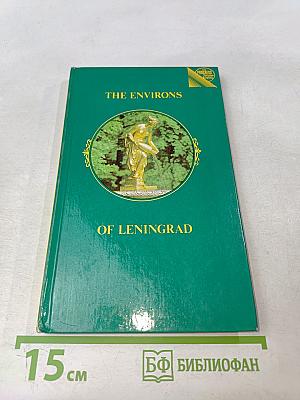 THE ENVIRONS
OF LENINGRAD
15 см
БФ БИБЛИОФАН